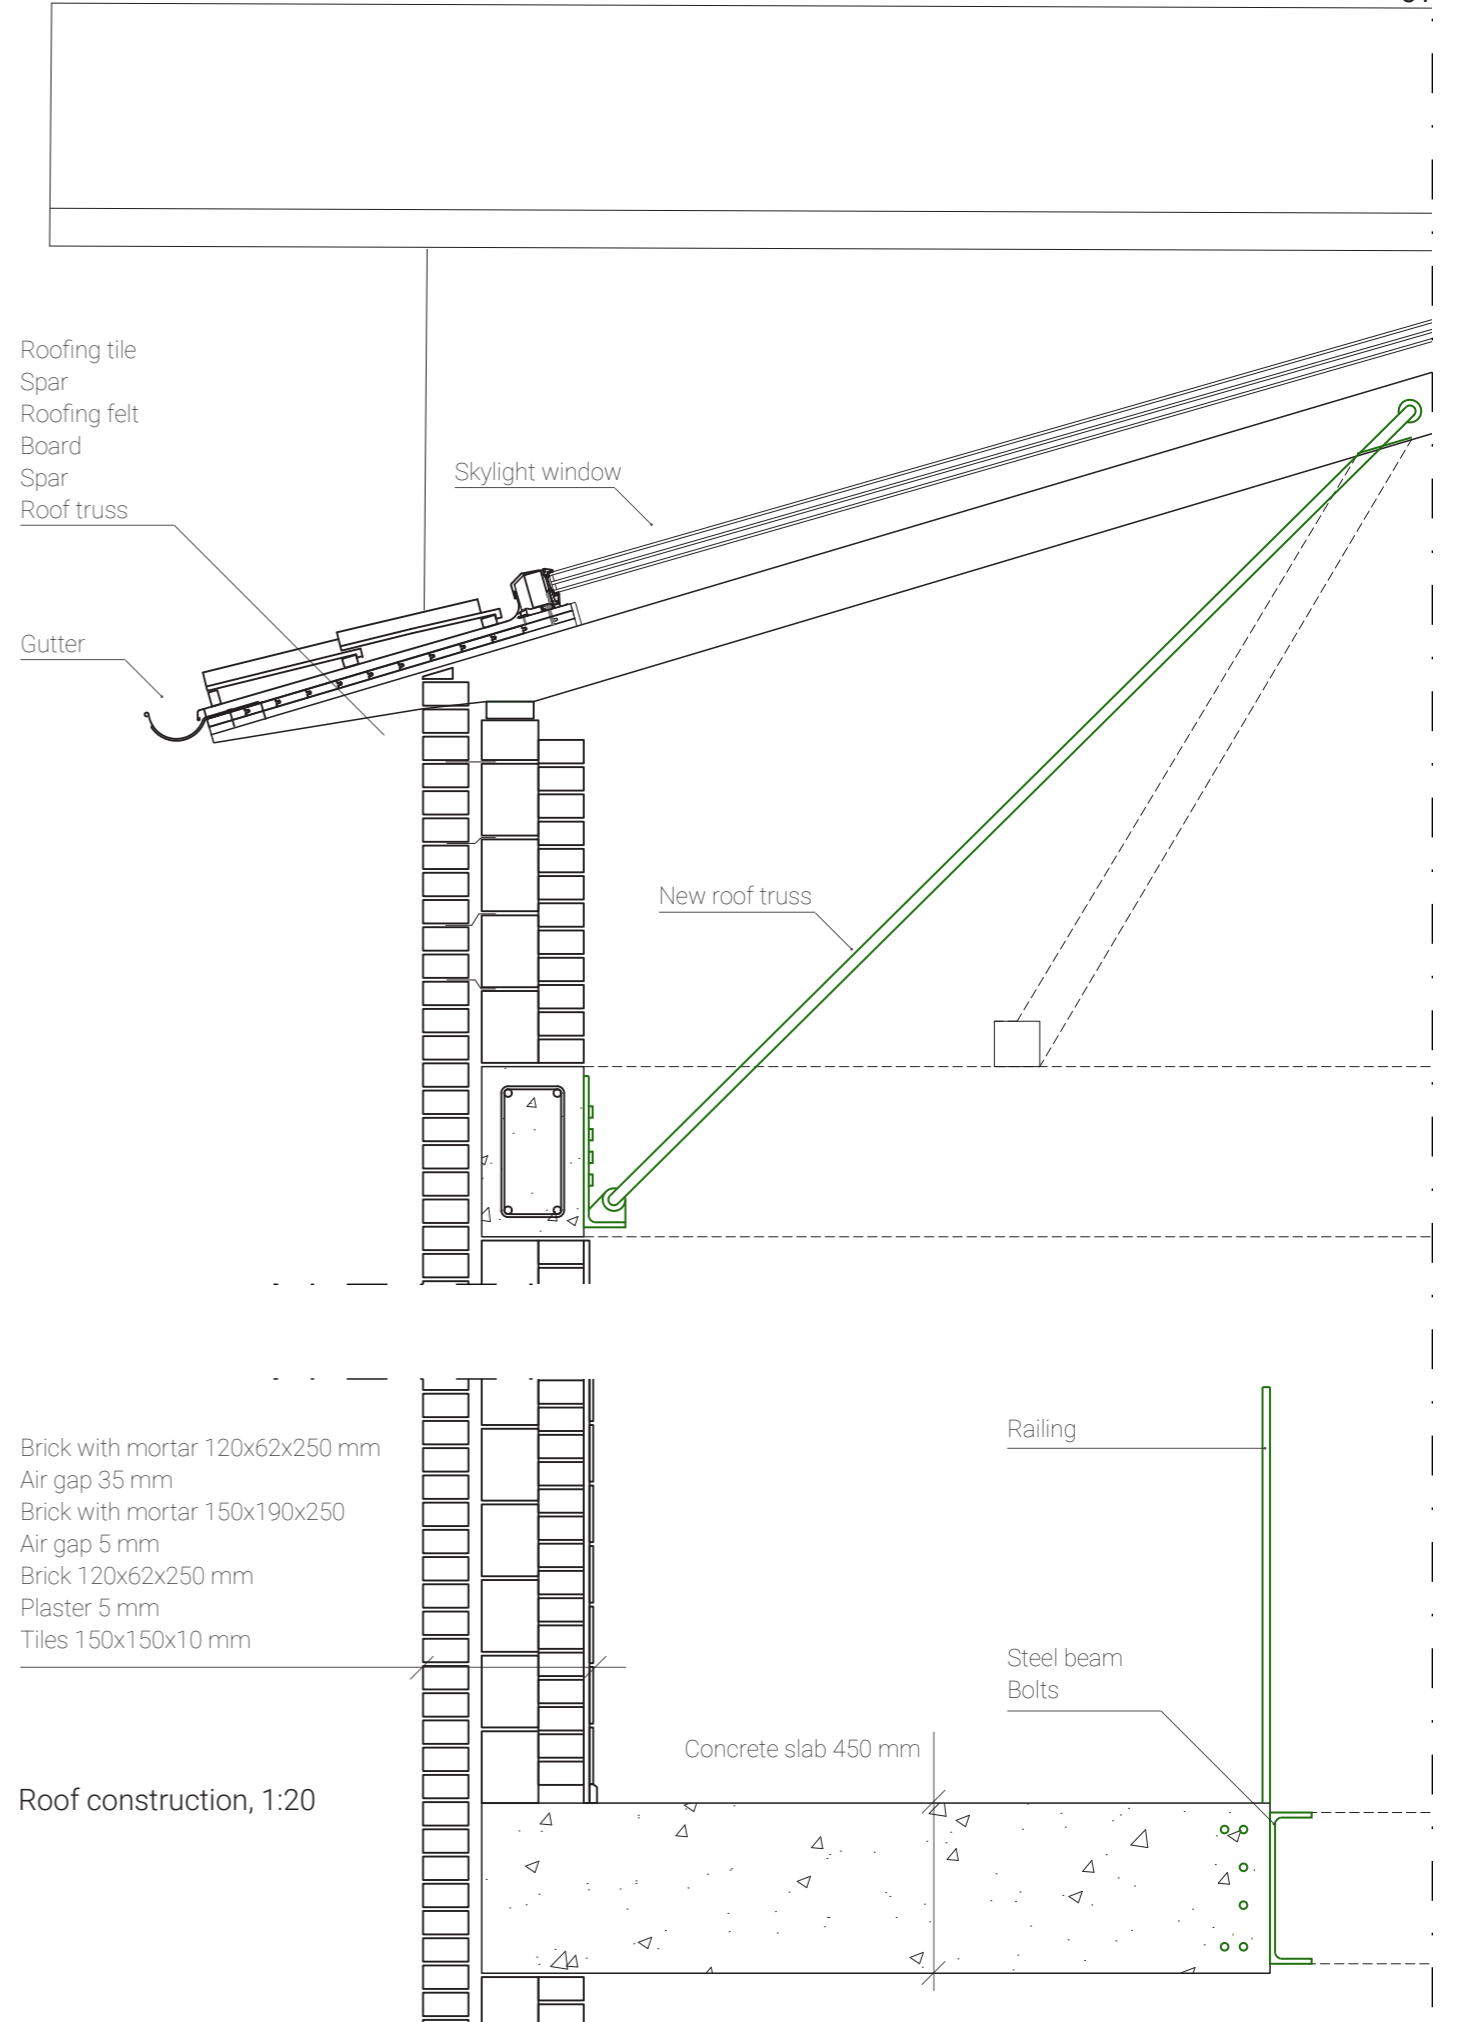 Roofing tile
Spar
Roofing felt
Board
Spar
Roof truss
Skylight window
Gutter
New roof truss
Brick with mortar 120x62x250 mm
Air gap 35 mm
Brick with mortar 150x190x250
Air gap 5 mm
Brick 120x62x250 mm
Plaster 5 mm
Tiles 150x150x10 mm
Railing
Steel beam
Bolts
Concrete slab 450 mm
Roof construction, 1:20